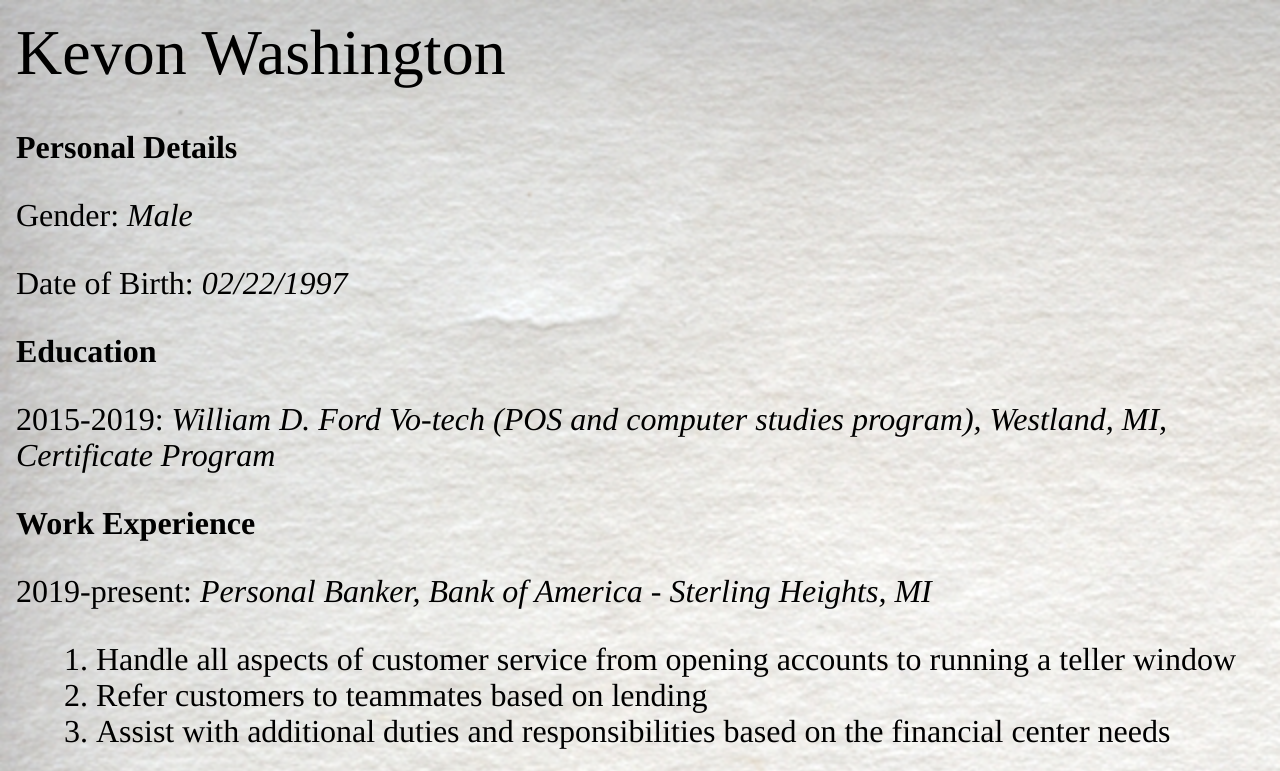 Kevon Washington
Personal Details
Gender: Male
Date of Birth: 02/22/1997
Education
2015-2019: William D. Ford Vo-tech (POS and computer studies program), Westland, MI,
Certificate Program
Work Experience
2019-present: Personal Banker, Bank of America - Sterling Heights, MI
1. Handle all aspects of customer service from opening accounts to running a teller window
2. Refer customers to teammates based on lending
3. Assist with additional duties and responsibilities based on the financial center needs